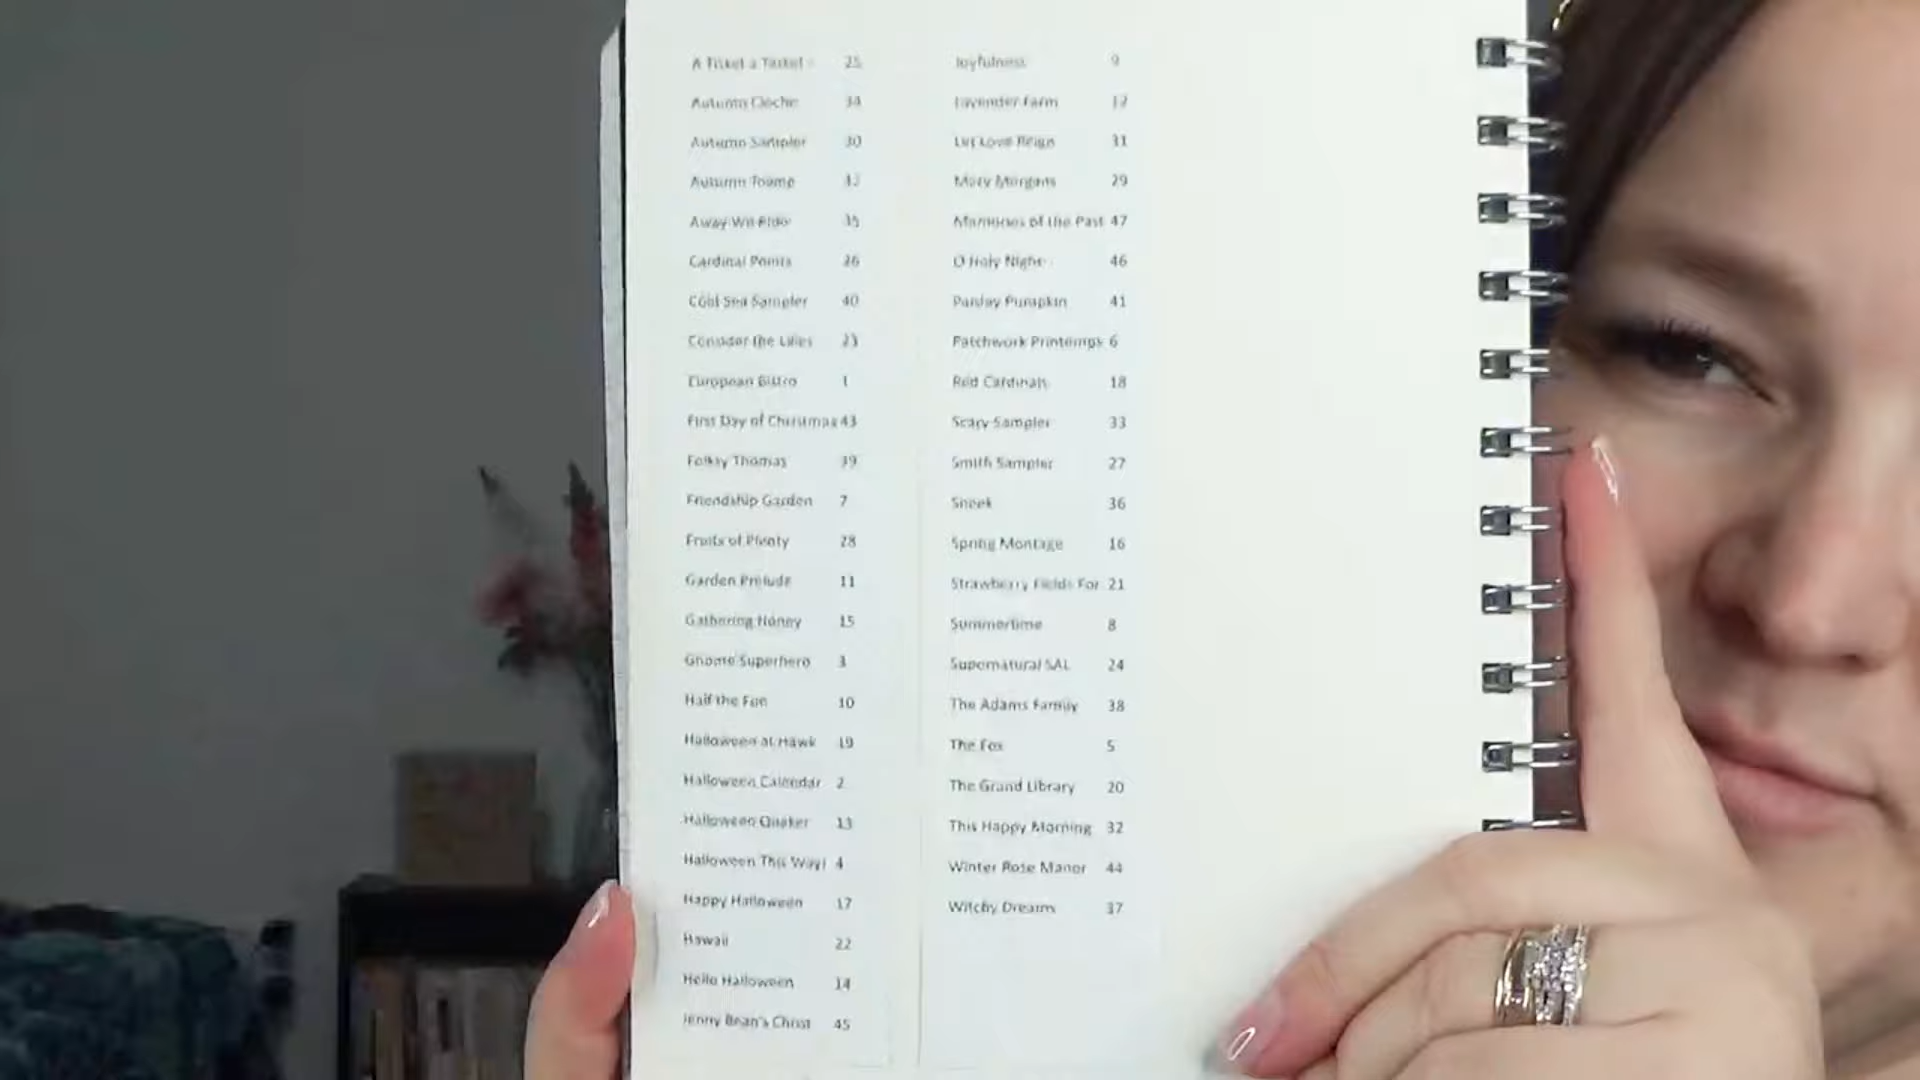 A Tisket a Tasket 25
Autumn Cloche 34
Autumn Sampler 30
Autumn Toamp
Away We Ride 35
Cardinal Points 26
Cold Sea Sampler 40
Consider the Lilies 23
European Bistro 1
First Day of Christmas 43
Folksy Thomas 39
Friendship Garden 7
Fruits of Plenty 28
Garden Prelude 11
Gathering Honey 15
Gnome Superhero 3
Half the Fun 10
Halloween at Hawk 19
Halloween Calendar 2
Halloween Quaker 13
Halloween This Way! 4
Happy Halloween 17
Hawaii 22
Hello Halloween 14
Jenny Bean's Christ 45
Joyfulness 9
Lavender Farm 12
Let Love Reign 31
Mary Morgans 29
Memories of the Past 47
O Holy Night 46
Paisley Pumpkin 41
Patchwork Printemps 6
Red Cardinals 18
Scary Sampler 33
Smith Sampler 27
Sneek 36
Spring Montage 16
Strawberry Fields For 21
Summertime 8
Supernatural SAL 24
The Adams Family 38
The Fox 5
The Grand Library 20
This Happy Morning 32
Winter Rose Manor 44
Witchy Dreams 37